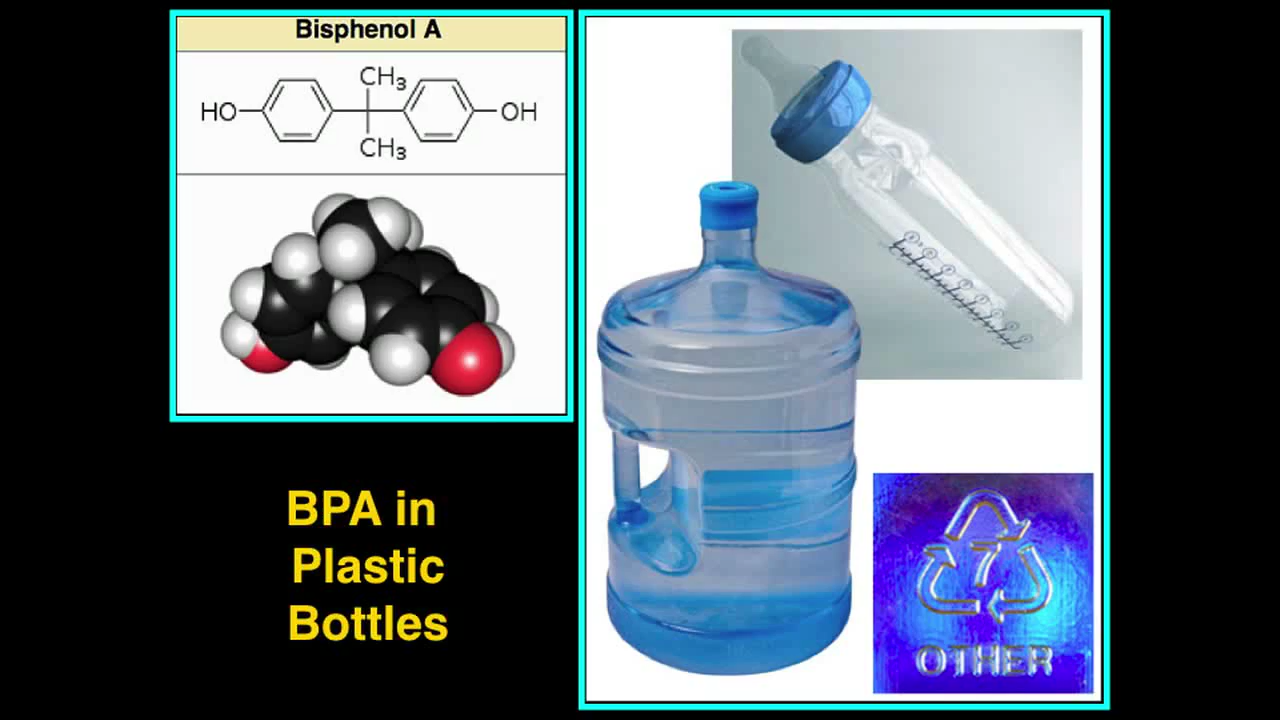 Bisphenol A
CH₃
HO
OH
CH₃
BPA in
Plastic
Bottles
7
OTHER